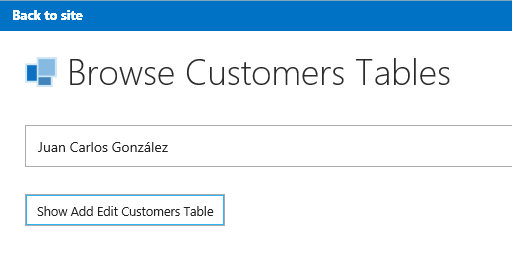 Back to site
Browse Customers Tables
Juan Carlos González
Show Add Edit Customers Table